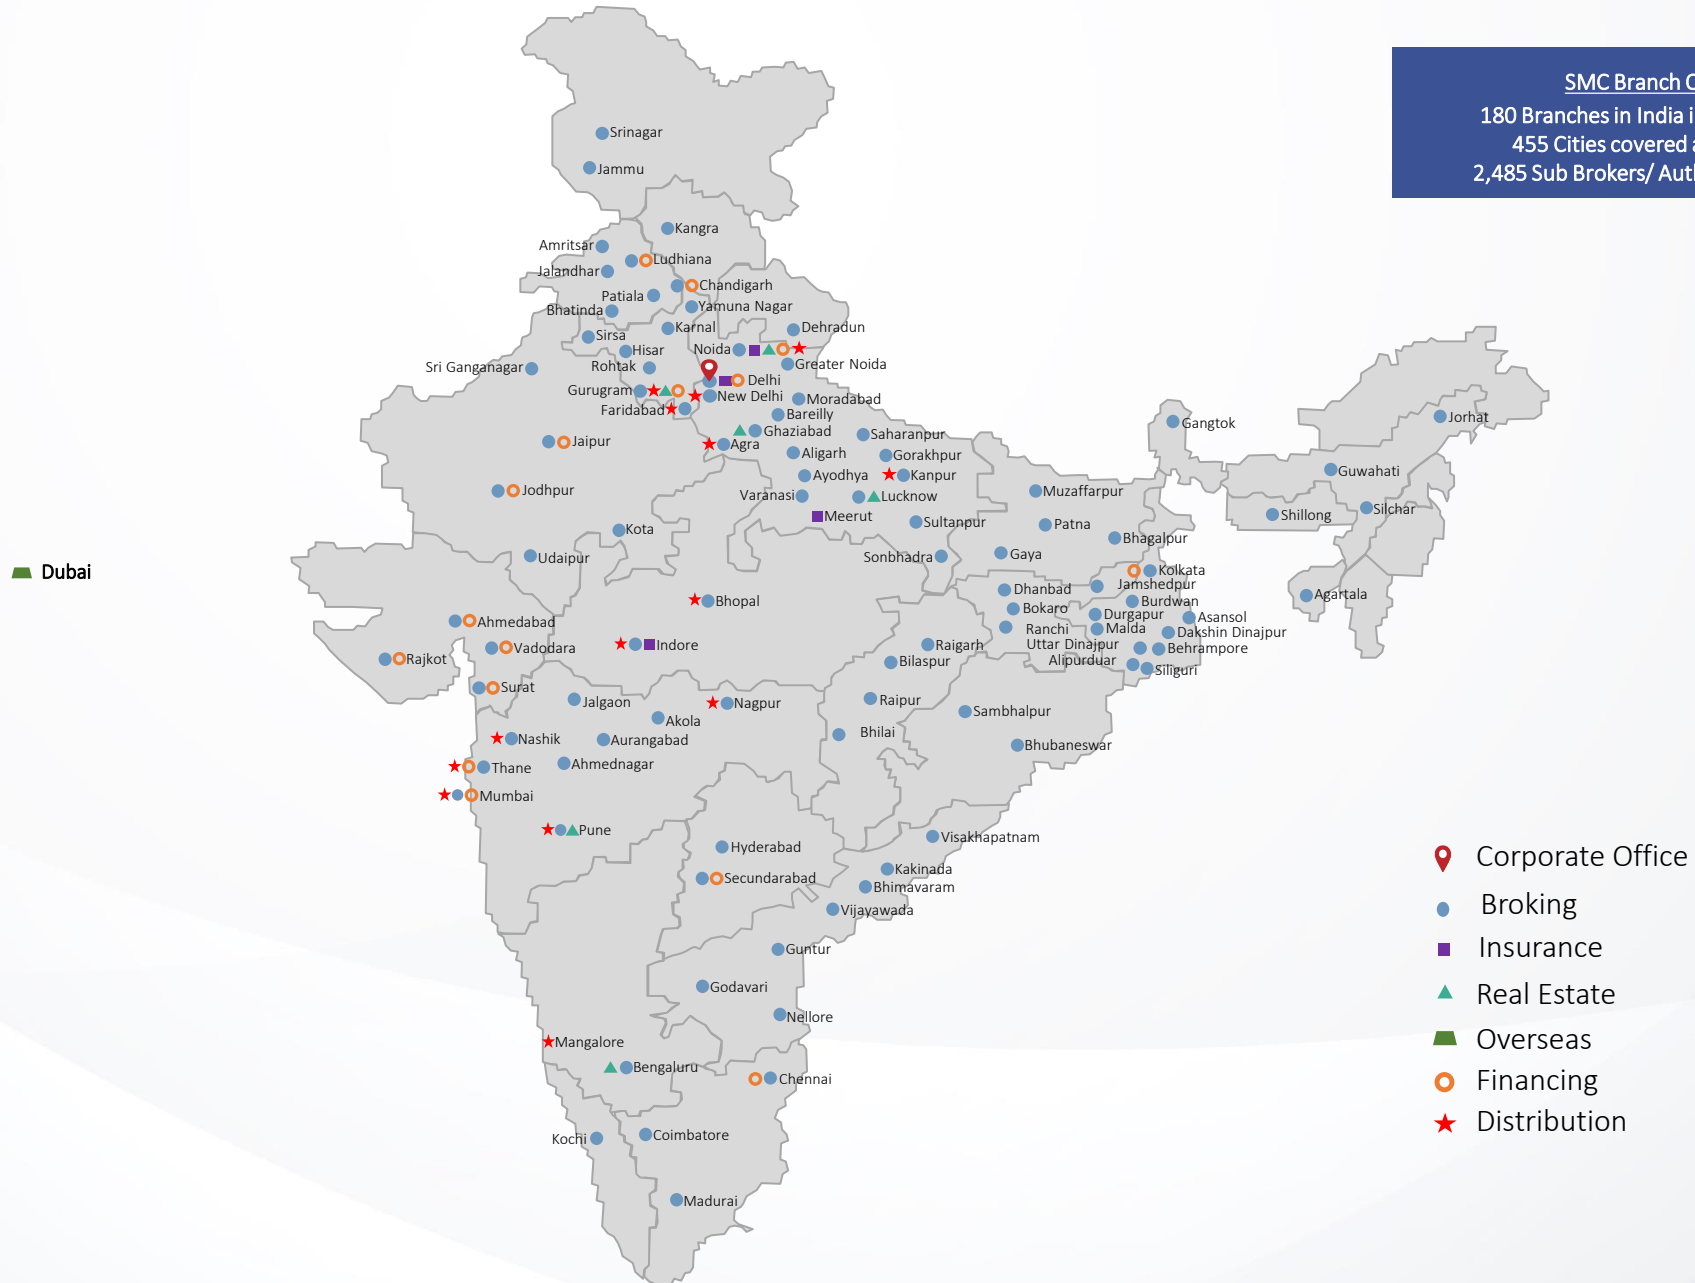 SMC Branch
180 Branches in India
455 Cities covered
2,485 Sub Brokers/
Srinagar
Jammu
Kangra
Amritsar
Ludhiana
Jalandhar
Chandigarh
Patiala
Yamuna Nagar
Bhatinda
Karnal
Dehradun
Sirsa
Hisar
Noida
Greater Noida
Sri Ganganagar
Rohtak
Delhi
Gurugram
New Delhi
Moradabad
Faridabad
Bareilly
Ghaziabad
Saharanpur
Agra
Aligarh
Gorakhpur
Jaipur
Ayodhya
Kanpur
Jodhpur
Varanasi
Lucknow
Meerut
Sultanpur
Kota
Udaipur
Sonbhadra
Gangtok
Jorhat
Guwahati
Muzaffarpur
Shillong
Silchar
Patna
Bhagalpur
Gaya
Kolkata
Dubai
Jamshedpur
Dhanbad
Burdwan
Agartala
Bokaro
Durgapur
Asansol
Ranchi
Malda
Dakshin Dinajpur
Uttar Dinajpur
Behrampore
Alipurduar
Siliguri
Bhopal
Ahmedabad
Indore
Vadodara
Raigarh
Rajkot
Bilaspur
Surat
Jalgaon
Nagpur
Raipur
Akola
Sambhalpur
Nashik
Aurangabad
Bhilai
Bhubaneswar
Thane
Ahmednagar
Mumbai
Pune
Visakhapatnam
Hyderabad
Kakinada
Secundarabad
Bhimavaram
Vijayawada
Guntur
Godavari
Nellore
Mangalore
Bengaluru
Chennai
Kochi
Coimbatore
Madurai
Corporate Office
Broking
Insurance
Real Estate
Overseas
Financing
Distribution